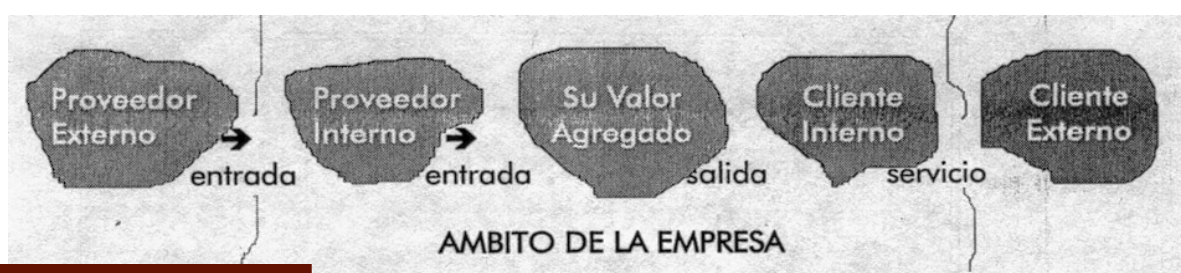 Proveedor
Externo
entrada
Proveedor
Interno
entrada
Su Valor
Agregado
salida
Cliente
Interno
servicio
Cliente
Externo
AMBITO DE LA EMPRESA